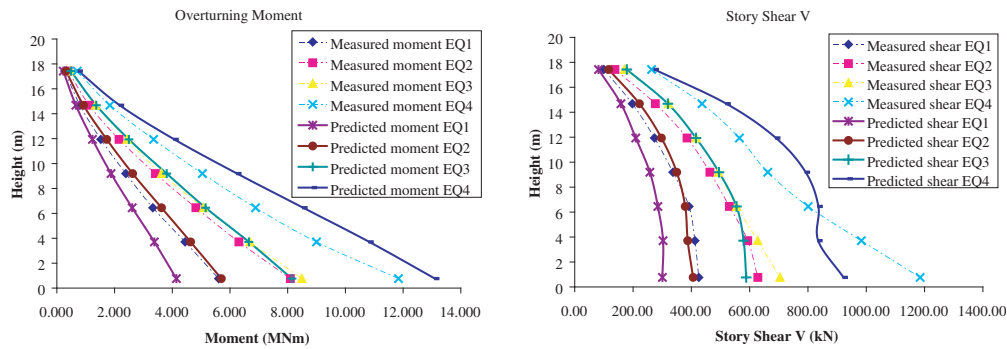 Overturning Moment
20
18
16
14
12
10
8
6
4
2
0
Height (m)
0.000 2.000 4.000 6.000 8.000 10.000 12.000 14.000
Moment (MNm)
Measured moment EQ1
Measured moment EQ2
Measured moment EQ3
Measured moment EQ4
Predicted moment EQ1
Predicted moment EQ2
Predicted moment EQ3
Predicted moment EQ4
Story Shear V
20
18
16
14
12
10
8
6
4
2
0
Height (m)
0.00 200.00 400.00 600.00 800.00 1000.00 1200.00 1400.00
Story Shear V (kN)
Measured shear EQ1
Measured shear EQ2
Measured shear EQ3
Measured shear EQ4
Predicted shear EQ1
Predicted shear EQ2
Predicted shear EQ3
Predicted shear EQ4